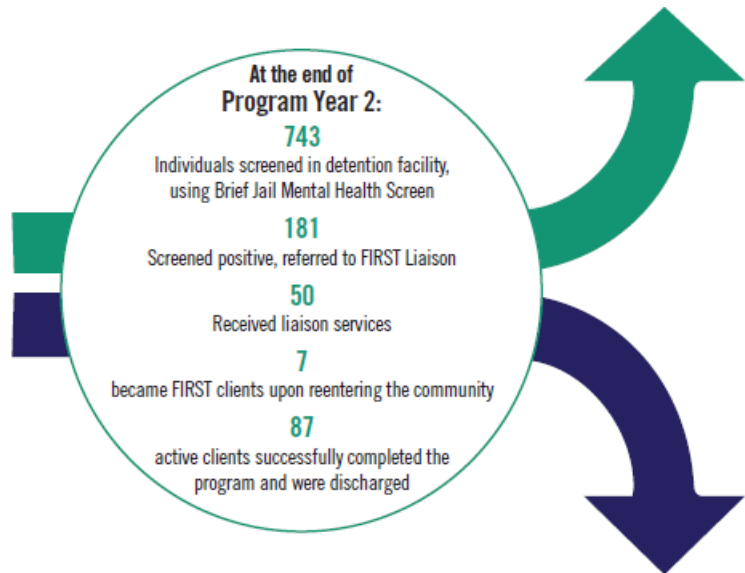 At the end of
Program Year 2:
743
Individuals screened in detention facility,
using Brief Jail Mental Health Screen
181
Screened positive, referred to FIRST Liaison
50
Received liaison services
7
became FIRST clients upon reentering the community
87
active clients successfully completed the
program and were discharged